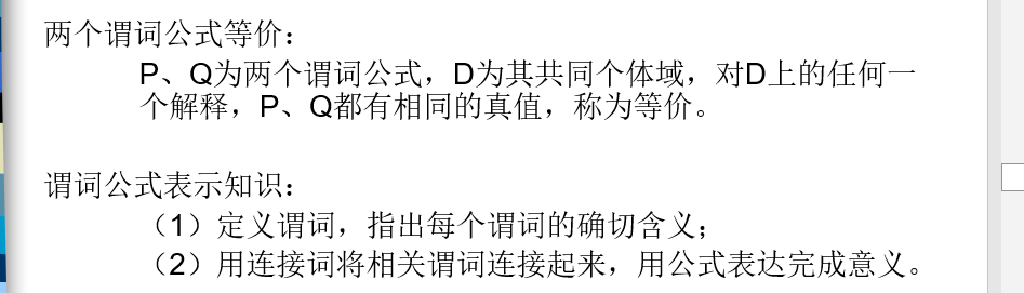 两个谓词公式等价：
P、Q为两个谓词公式，D为其共同个体域，对D上的任何一
个解释，P、Q都有相同的真值，称为等价。
谓词公式表示知识：
（1）定义谓词，指出每个谓词的确切含义；
（2）用连接词将相关谓词连接起来，用公式表达完成意义。